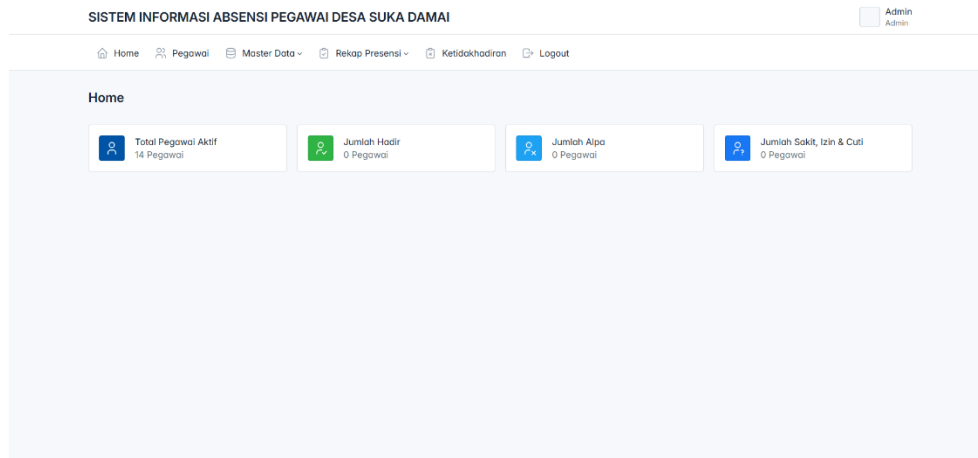 SISTEM INFORMASI ABSENSI PEGAWAI DESA SUKA DAMAI
Admin
Admin
Home Pegawai Master Data Rekap Presensi Ketidakhadiran Logout
Home
Total Pegawai Aktif
14 Pegawai
Jumlah Hadir
0 Pegawai
Jumlah Alpa
0 Pegawai
Jumlah Sakit, Izin & Cuti
0 Pegawai